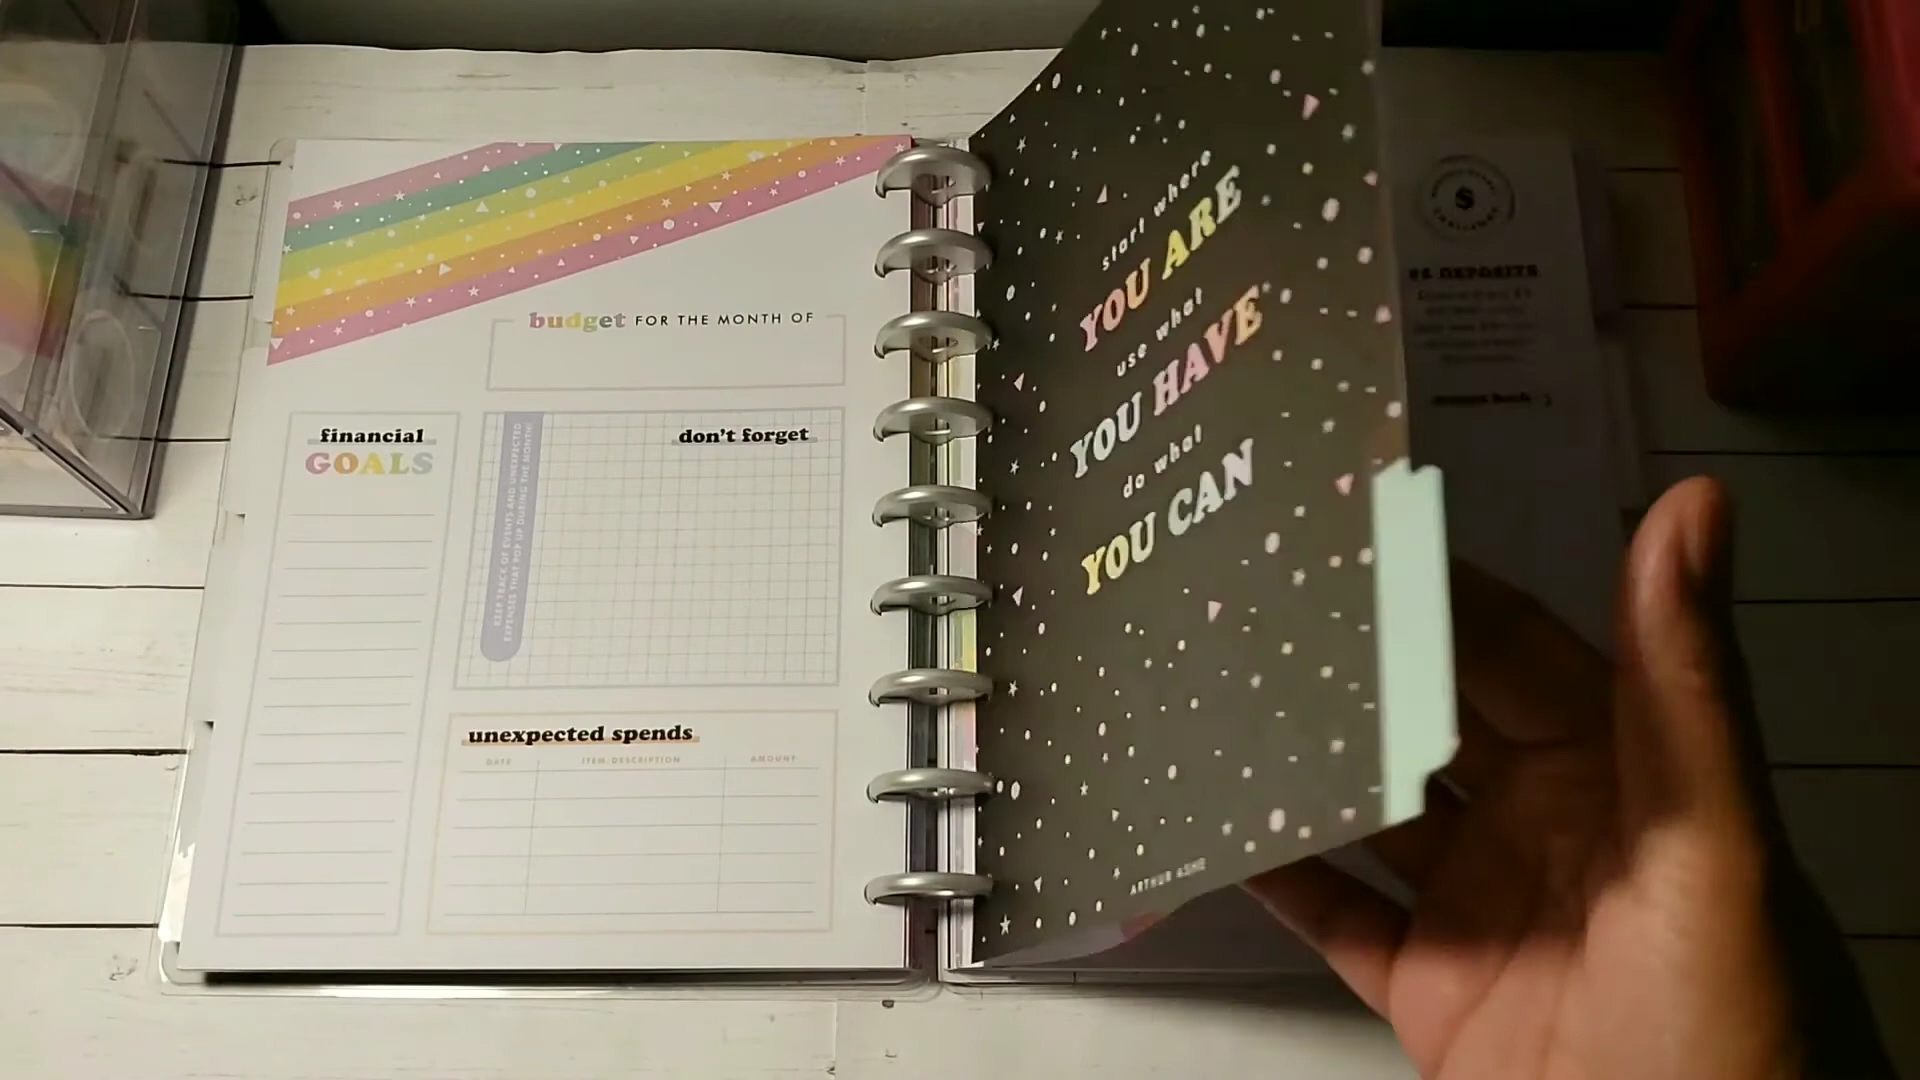 budget FOR THE MONTH OF
financial
GOALS
KEEP TRACK OF EVENTS AND UNEXPECTED
EXPENSES THAT POP UP DURING THE MONTH!
don't forget
unexpected spends
DATE ITEM DESCRIPTION AMOUNT
start where
YOU ARE
use what
YOU HAVE
do what
YOU CAN
ARTHUR ASHE
$
DEPOSITS